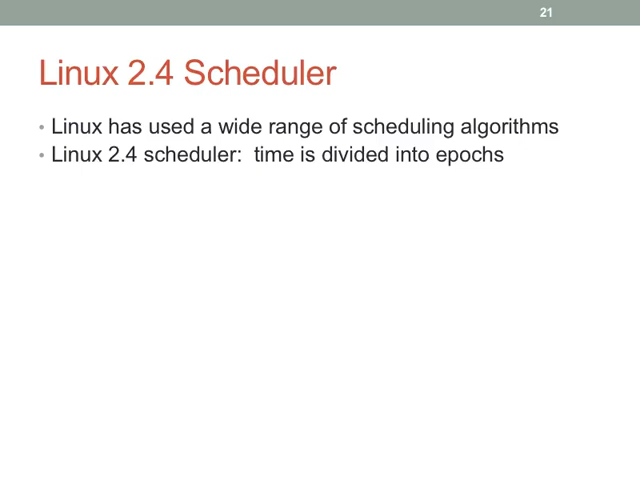 21
Linux 2.4 Scheduler
• Linux has used a wide range of scheduling algorithms
• Linux 2.4 scheduler:  time is divided into epochs